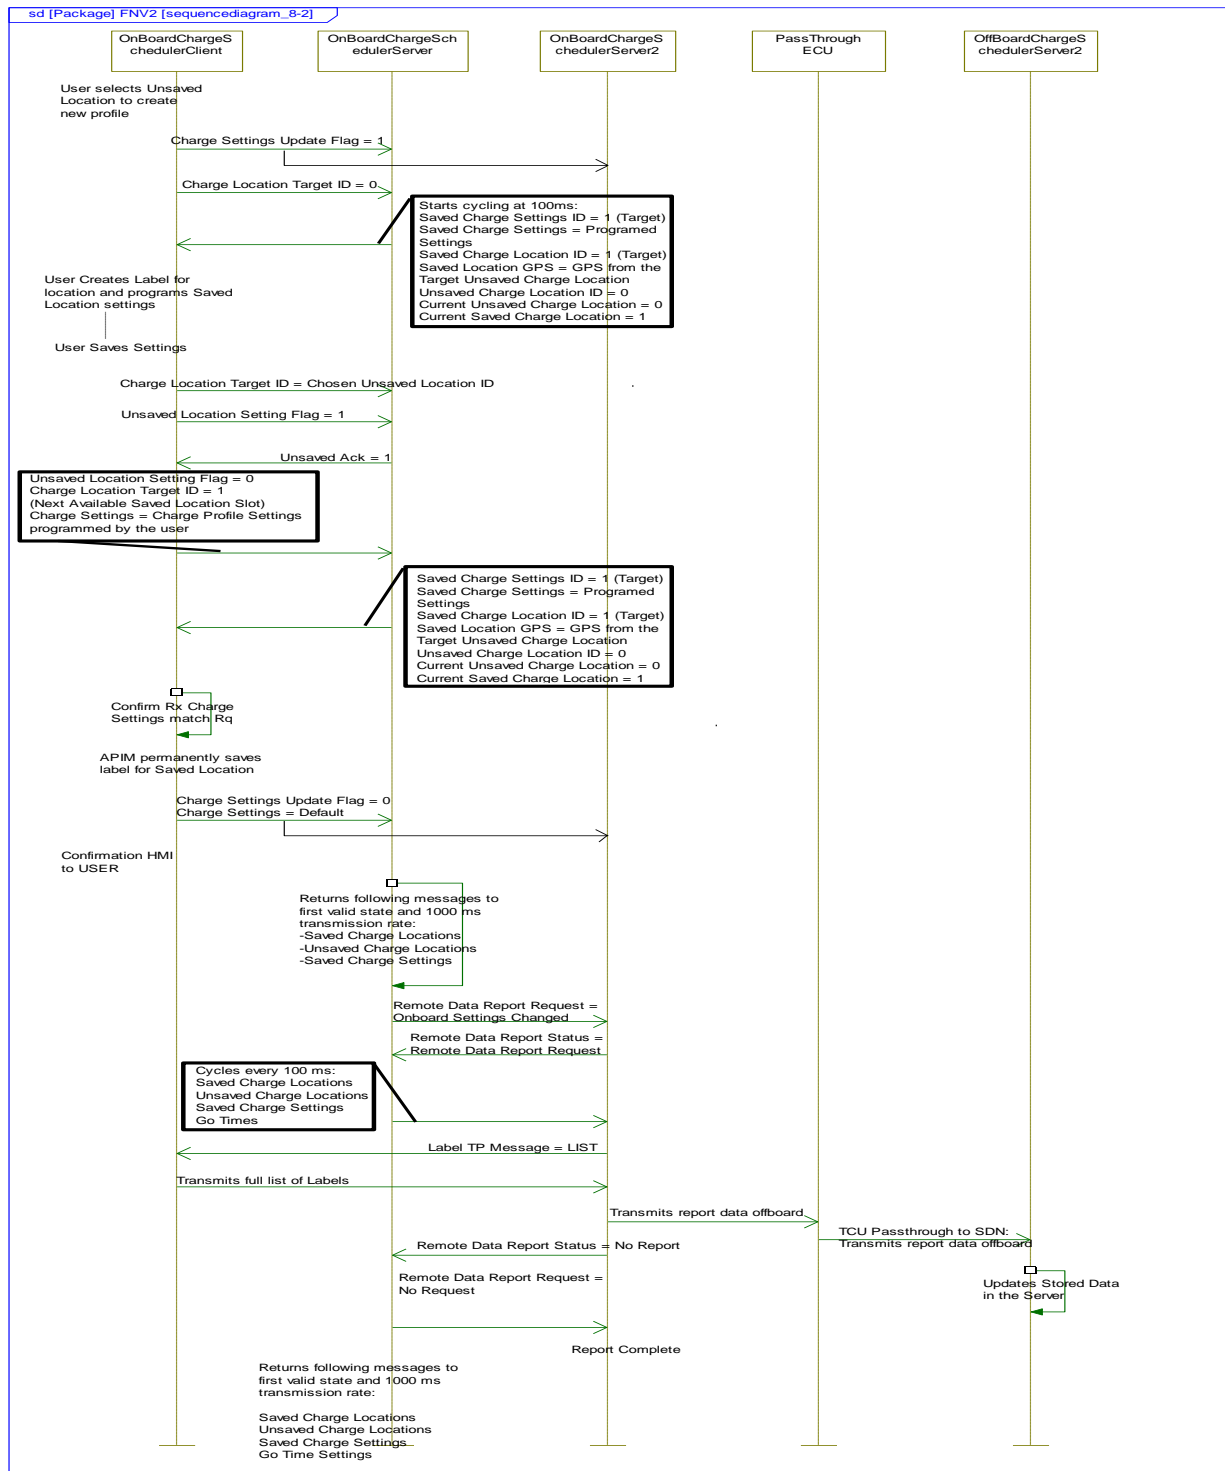 sd [Package] FNV2 [sequencediagram_8-2]
OnBoardChargeS
chedulerClient
OnBoardChargeSch
edulerServer
OnBoardChargeS
chedulerServer2
PassThrough
ECU
OffBoardChargeS
chedulerServer2
User selects Unsaved
Location to create
new profile
Charge Settings Update Flag = 1
Charge Location Target ID = 0
Starts cycling at 100ms:
Saved Charge Settings ID = 1 (Target)
Saved Charge Settings = Programed
Settings
Saved Charge Location ID = 1 (Target)
Saved Location GPS = GPS from the
Target Unsaved Charge Location
Unsaved Charge Location ID = 0
Current Unsaved Charge Location = 0
Current Saved Charge Location = 1
User Creates Label for
location and programs Saved
Location settings
User Saves Settings
Charge Location Target ID = Chosen Unsaved Location ID
Unsaved Location Setting Flag = 1
Unsaved Ack = 1
Unsaved Location Setting Flag = 0
Charge Location Target ID = 1
(Next Available Saved Location Slot)
Charge Settings = Charge Profile Settings
programmed by the user
Saved Charge Settings ID = 1 (Target)
Saved Charge Settings = Programed
Settings
Saved Charge Location ID = 1 (Target)
Saved Location GPS = GPS from the
Target Unsaved Charge Location
Unsaved Charge Location ID = 0
Current Unsaved Charge Location = 0
Current Saved Charge Location = 1
Confirm Rx Charge
Settings match Rq
APIM permanently saves
label for Saved Location
Charge Settings Update Flag = 0
Charge Settings = Default
Confirmation HMI
to USER
Returns following messages to
first valid state and 1000 ms
transmission rate:
-Saved Charge Locations
-Unsaved Charge Locations
-Saved Charge Settings
Remote Data Report Request =
Onboard Settings Changed
Remote Data Report Status =
Remote Data Report Request
Cycles every 100 ms:
Saved Charge Locations
Unsaved Charge Locations
Saved Charge Settings
Go Times
Label TP Message = LIST
Transmits full list of Labels
Transmits report data offboard
TCU Passthrough to SDN:
Transmits report data offboard
Remote Data Report Status = No Report
Updates Stored Data
in the Server
Remote Data Report Request =
No Request
Report Complete
Returns following messages to
first valid state and 1000 ms
transmission rate:
Saved Charge Locations
Unsaved Charge Locations
Saved Charge Settings
Go Time Settings